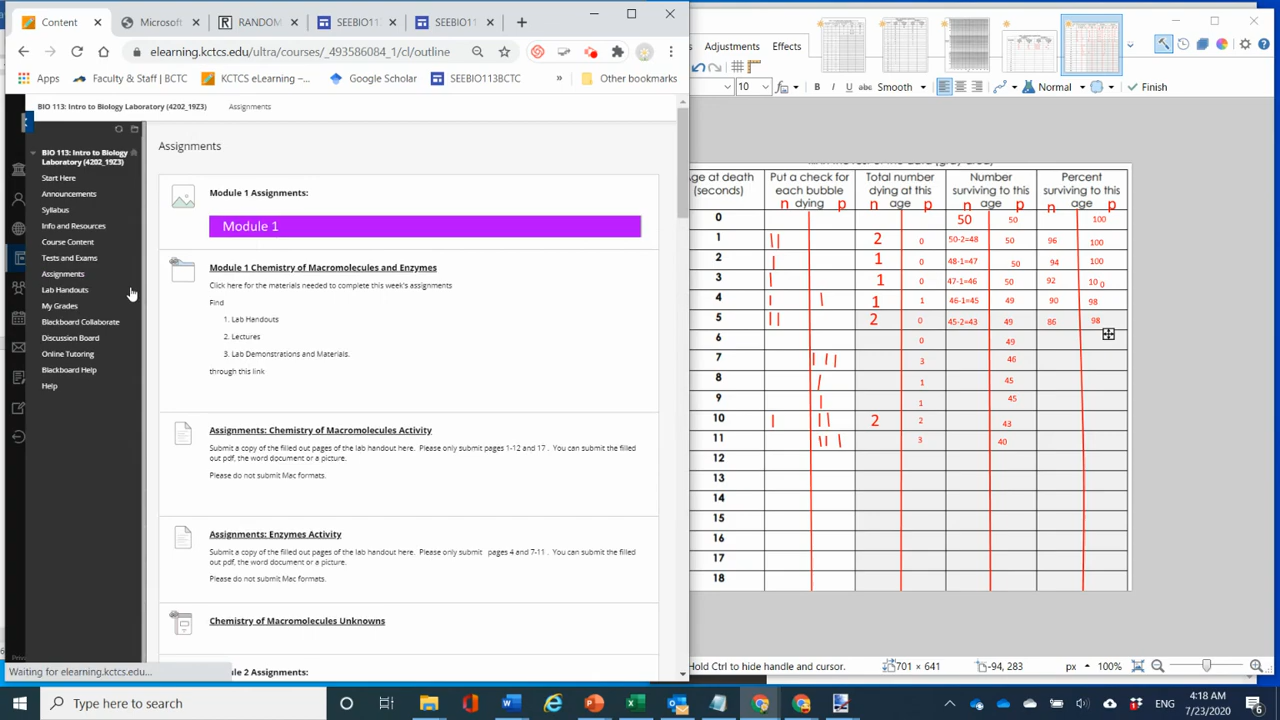 Content
Microsoft
RANDOM
SEEBIO11
SEEBIO11
elearning.kctcs.edu/ultra/courses/_493586084_1/cl/outline
Apps
Faculty & Staff | BCTC
KCTCS eLearning –...
Google Scholar
SEEBIO113BCTC
»
Other bookmarks
BIO 113: Intro to Biology Laboratory (4202_19Z3)
Assignments
BIO 113: Intro to Biology
Laboratory (4202_19Z3)
Start Here
Announcements
Syllabus
Info and Resources
Course Content
Tests and Exams
Assignments
Lab Handouts
My Grades
Blackboard Collaborate
Discussion Board
Online Tutoring
Blackboard Help
Help
Assignments
Module 1 Assignments:
Module 1
Module 1 Chemistry of Macromolecules and Enzymes
Click here for the materials needed to complete this week's assignments
Find
1. Lab Handouts
2. Lectures
3. Lab Demonstrations and Materials.
through this link
Assignments: Chemistry of Macromolecules Activity
Submit a copy of the filled out pages of the lab handout here. Please only submit pages 1-12 and 17 . You can submit the filled
out pdf, the word document or a picture.
Please do not submit Mac formats.
Assignments: Enzymes Activity
Submit a copy of the filled out pages of the lab handout here. Please only submit pages 4 and 7-11 . You can submit the filled
out pdf, the word document or a picture.
Please do not submit Mac formats.
Chemistry of Macromolecules Unknowns
Module 2 Assignments:
Waiting for elearning.kctcs.edu...
Adjustments Effects
10
B I U abc Smooth
Normal
Finish
Age at death Put a check for Total number Number Percent
(seconds) each bubble dying at this surviving to this surviving to this
n dying p n age p n age p n age p
0 50 50 100
1 || 2 0 50-2=48 50 96 100
2 | 1 0 48-1=47 50 94 100
3 | 1 0 47-1=46 50 92 100
4 | | 1 1 46-1=45 49 90 98
5 || 2 0 45-2=43 49 86 98
6 0 49
7 ||| 3 46
8 / 1 45
9 | 1 45
10 | || 2 2 43
11 ||| 3 40
12
13
14
15
16
17
18
Hold Ctrl to hide handle and cursor.
701 × 641
-94, 283
px
100%
Type here to search
ENG
4:18 AM
7/23/2020
6